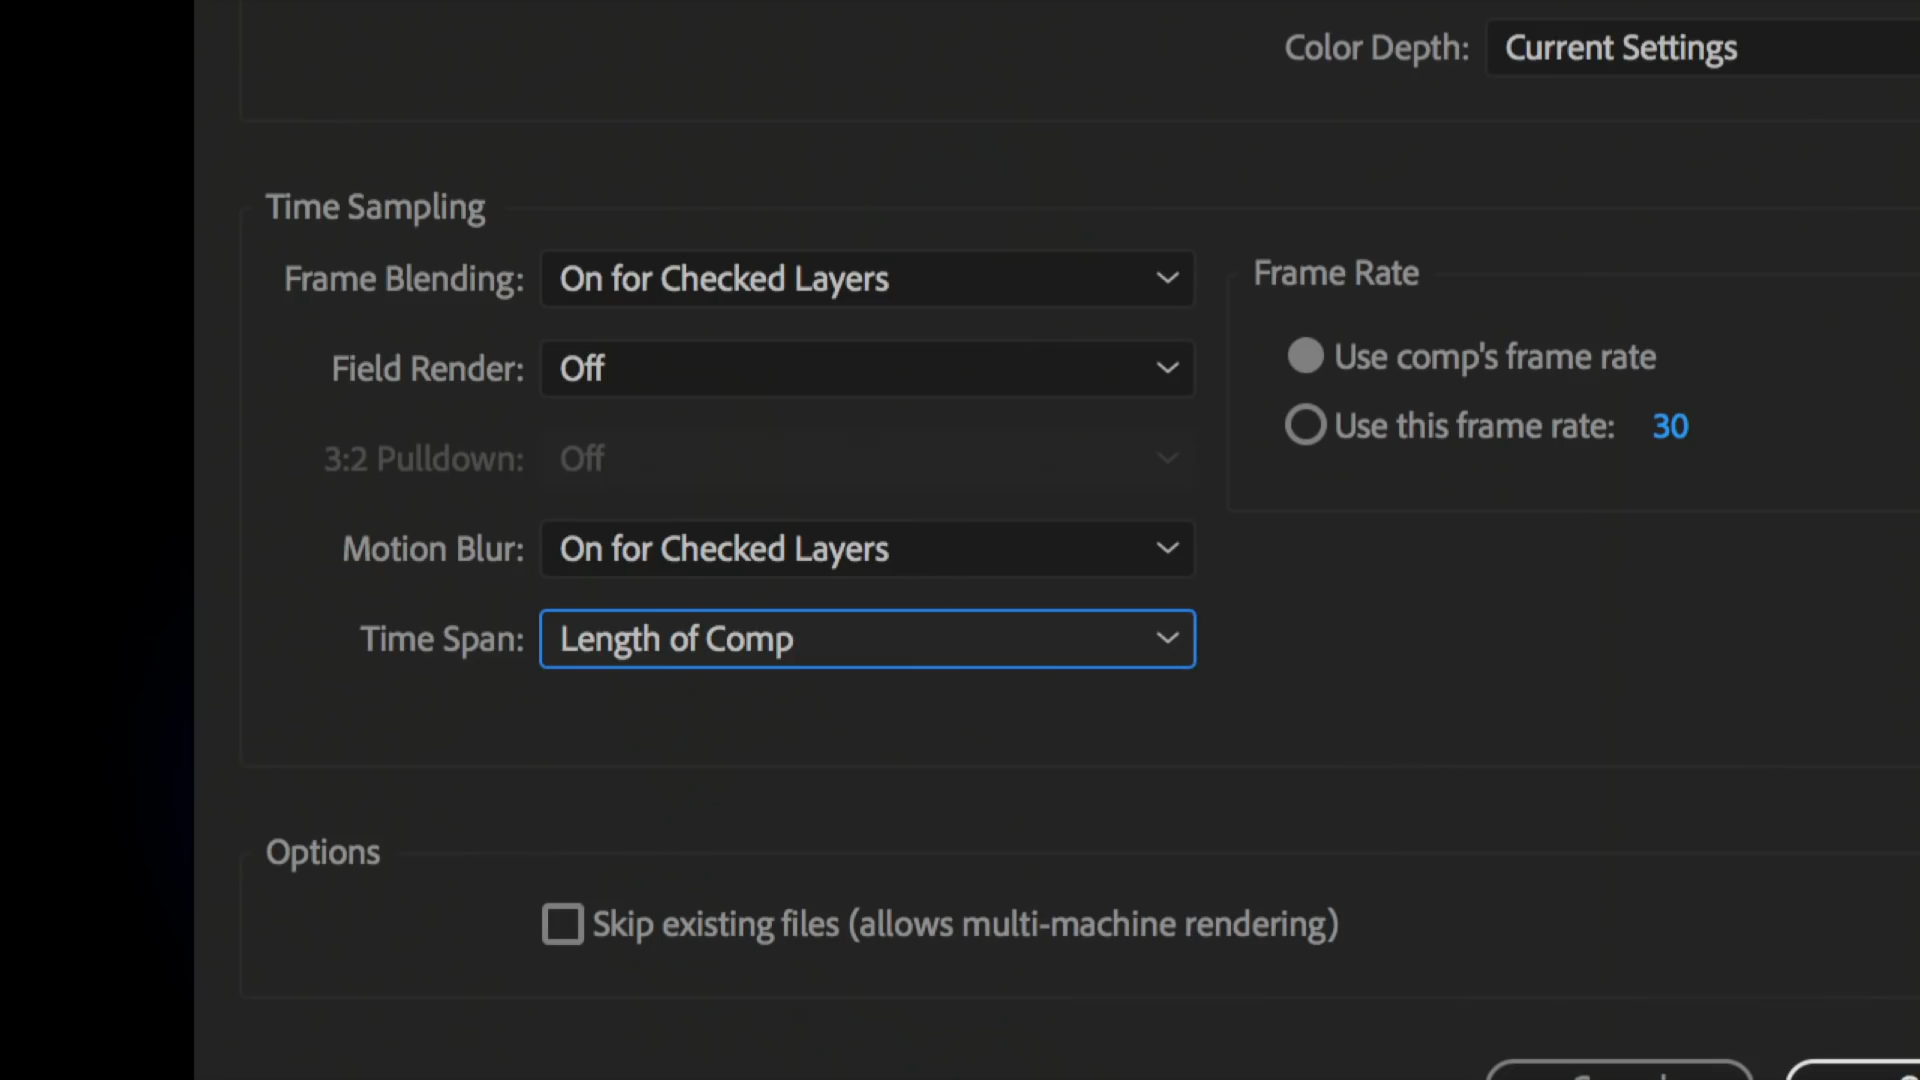 Color Depth: Current Settings
Time Sampling
Frame Blending: On for Checked Layers
Frame Rate
Use comp's frame rate
Field Render: Off
Use this frame rate: 30
3:2 Pulldown: Off
Motion Blur: On for Checked Layers
Time Span: Length of Comp
Options
Skip existing files (allows multi-machine rendering)